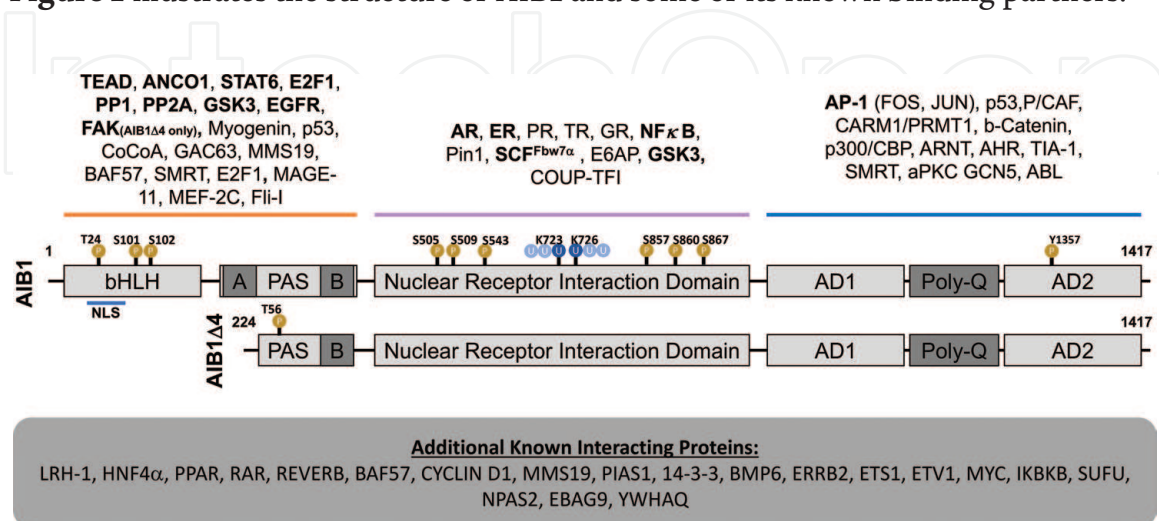 Figure 1 illustrates the structure of AIB1 and some of its known binding partners.
IntechOpen
TEAD, ANCO1, STAT6, E2F1,
PP1, PP2A, GSK3, EGFR,
FAK(AIB1Δ4 only), Myogenin, p53,
CoCoA, GAC63, MMS19,
BAF57, SMRT, E2F1, MAGE-
11, MEF-2C, Fli-I
AR, ER, PR, TR, GR, NFκB,
Pin1, SCFFbw7α , E6AP, GSK3,
COUP-TFI
AP-1 (FOS, JUN), p53,P/CAF,
CARM1/PRMT1, b-Catenin,
p300/CBP, ARNT, AHR, TIA-1,
SMRT, aPKC GCN5, ABL
1 T24 S101 S102 S505 S509 S543 K723 K726 S857 S860 S867 Y1357 1417
P P P P P P U U U U U U P P P P
AIB1 bHLH A PAS B Nuclear Receptor Interaction Domain AD1 Poly-Q AD2
NLS
224 T56 1417
P
AIB1Δ4 PAS B Nuclear Receptor Interaction Domain AD1 Poly-Q AD2
Additional Known Interacting Proteins:
LRH-1, HNF4α, PPAR, RAR, REVERB, BAF57, CYCLIN D1, MMS19, PIAS1, 14-3-3, BMP6, ERRB2, ETS1, ETV1, MYC, IKBKB, SUFU,
NPAS2, EBAG9, YWHAQ